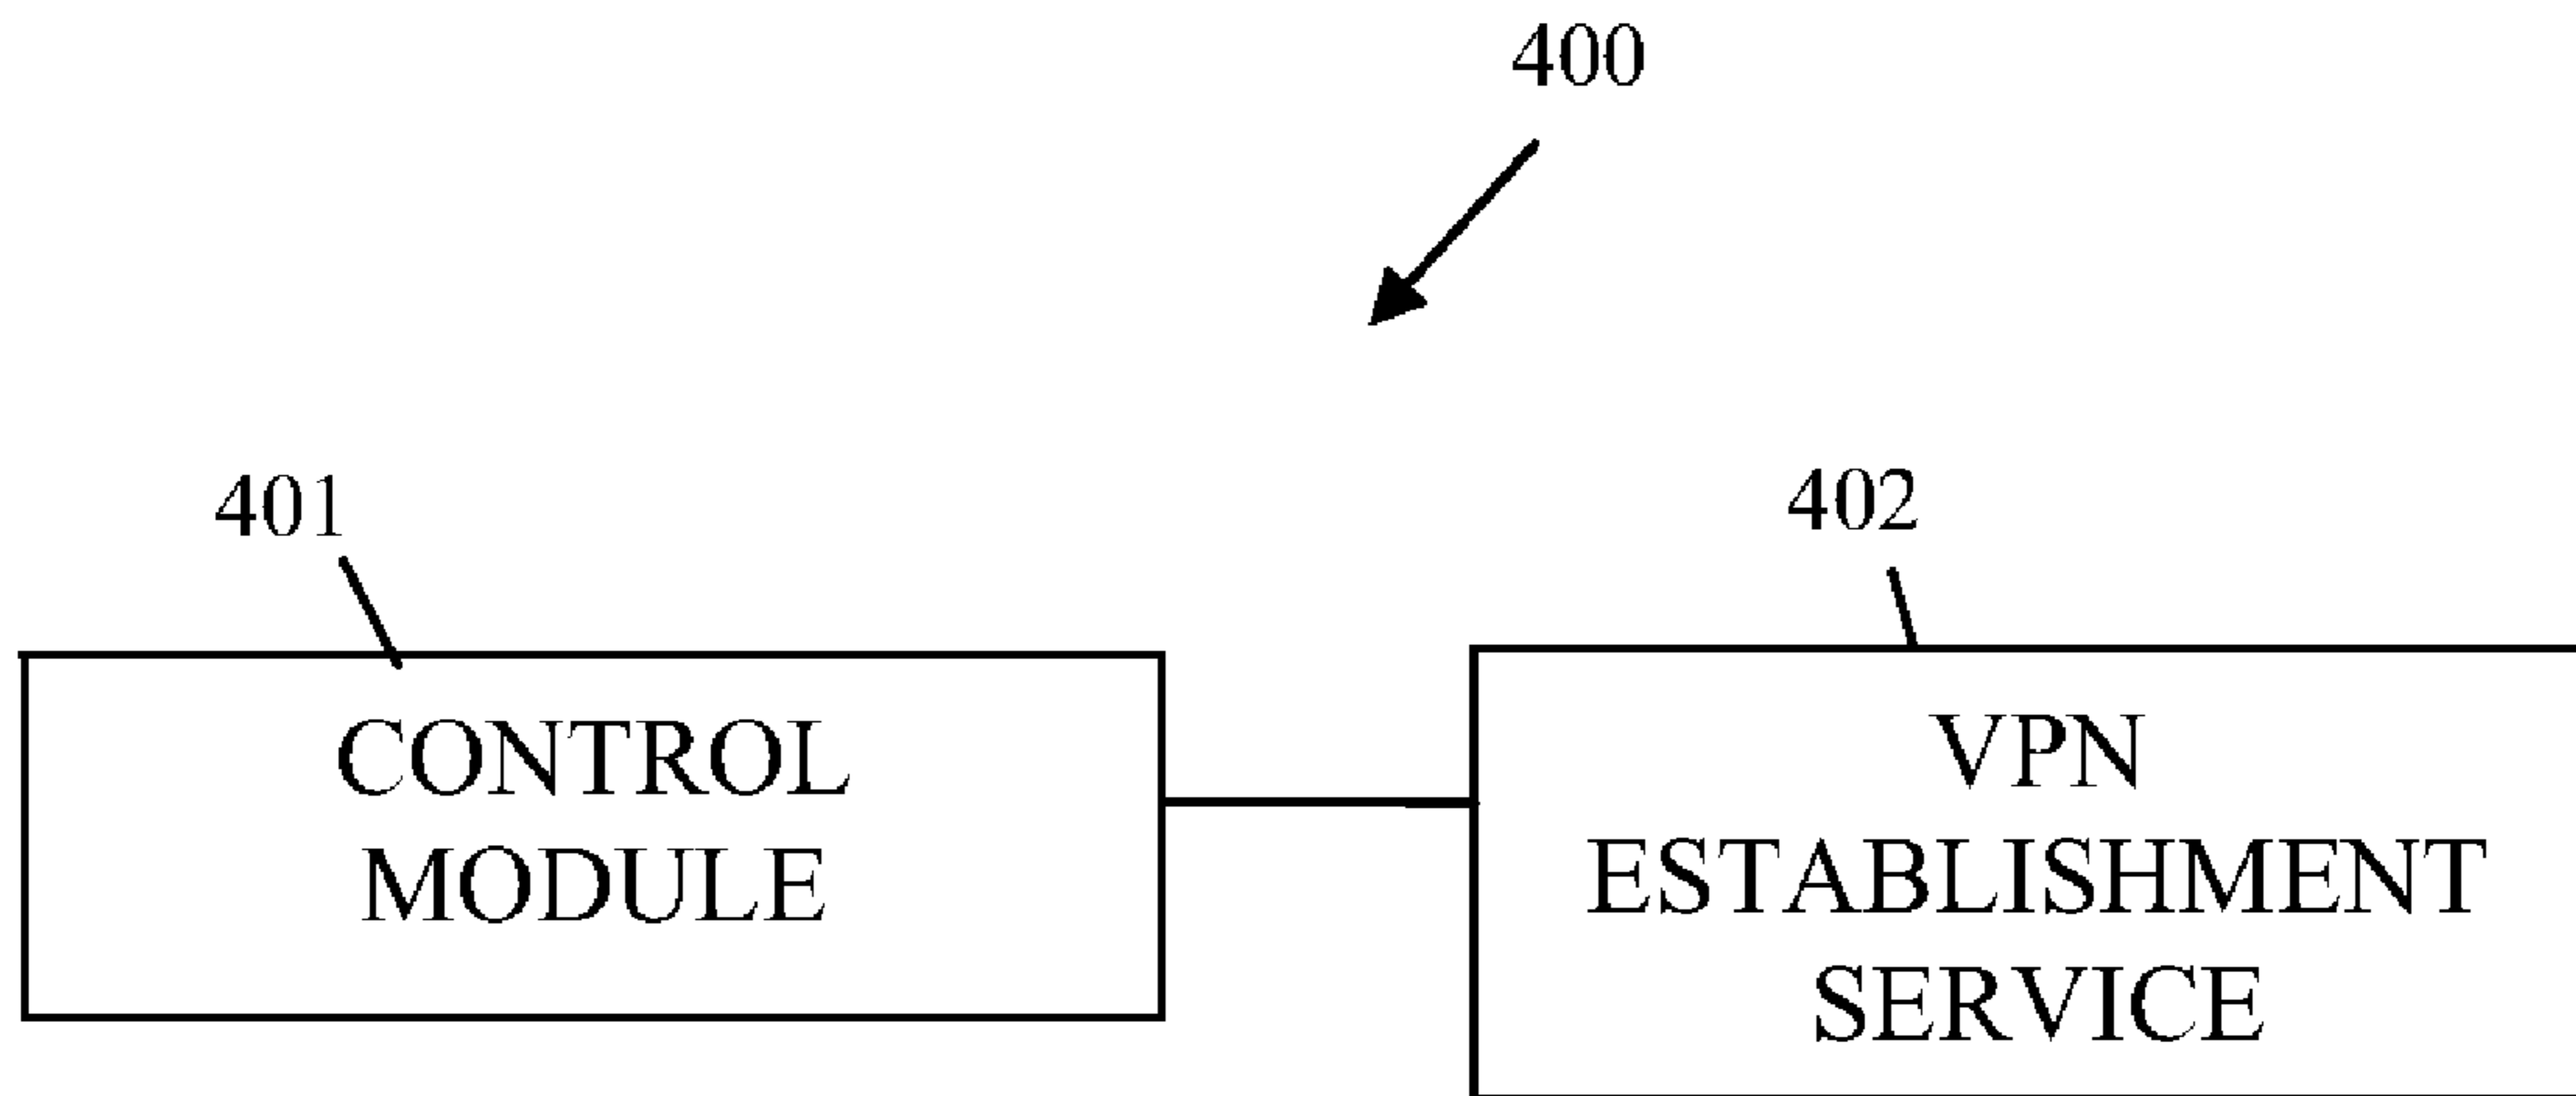 400
401
402
CONTROL
MODULE
VPN
ESTABLISHMENT
SERVICE